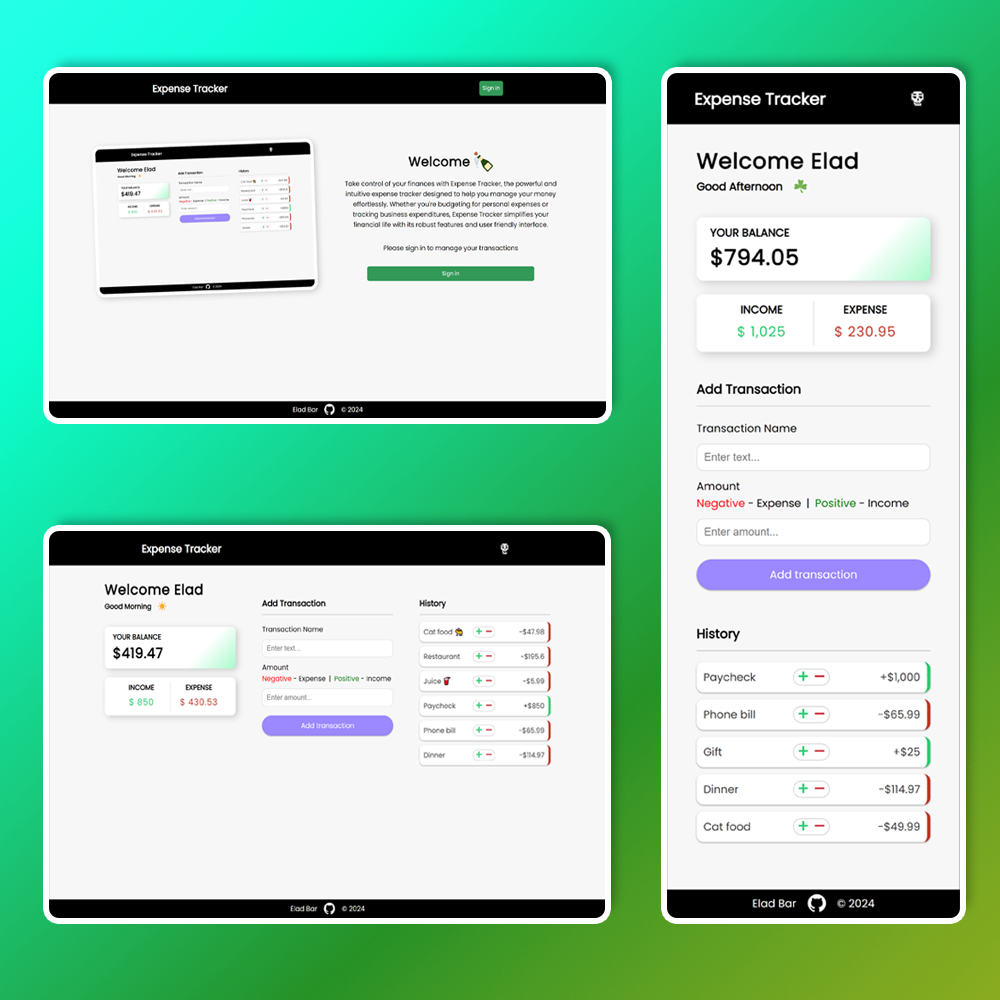 Expense Tracker
Sign in
Expense Tracker
Welcome Elad
Good Morning
YOUR BALANCE
$419.47
INCOME EXPENSE
Add Transaction
Transaction Name
Amount
History
Welcome
Take control of your finances with Expense Tracker, the powerful and
intuitive expense tracker designed to help you manage your money
effortlessly. Whether you're budgeting for personal expenses or
tracking business expenditures, Expense Tracker simplifies your
financial life with its robust features and user friendly interface.
Please sign in to manage your transactions
Sign in
Elad Bar © 2024
Expense Tracker
Welcome Elad
Good Morning
YOUR BALANCE
$419.47
INCOME EXPENSE
$ 850 $ 430.53
Add Transaction
Transaction Name
Enter text...
Amount
Negative - Expense | Positive - Income
Enter amount...
Add transaction
History
Cat food + − -$47.98
Restaurant + − -$195.6
Juice + − -$5.99
Paycheck + − +$850
Phone bill + − -$65.99
Dinner + − -$114.97
Elad Bar © 2024
Expense Tracker
Welcome Elad
Good Afternoon
YOUR BALANCE
$794.05
INCOME EXPENSE
$ 1,025 $ 230.95
Add Transaction
Transaction Name
Enter text...
Amount
Negative - Expense | Positive - Income
Enter amount...
Add transaction
History
Paycheck + − +$1,000
Phone bill + − -$65.99
Gift + − +$25
Dinner + − -$114.97
Cat food + − -$49.99
Elad Bar © 2024